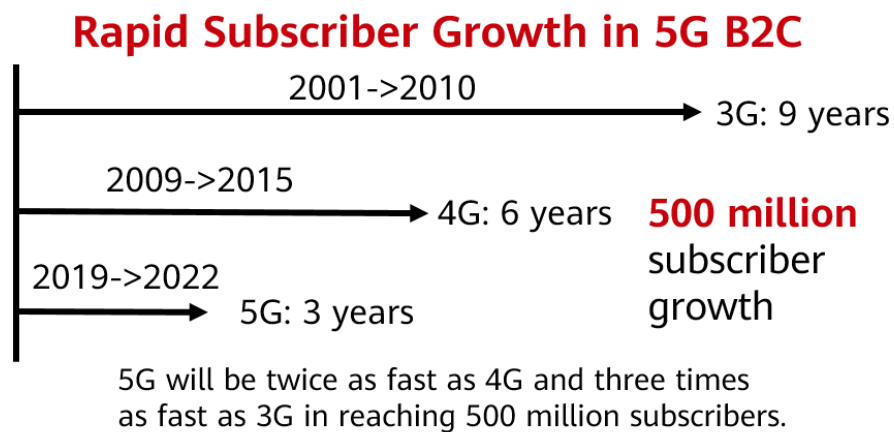 Rapid Subscriber Growth in 5G B2C
2001->2010
3G: 9 years
2009->2015
4G: 6 years
500 million
subscriber
growth
2019->2022
5G: 3 years
5G will be twice as fast as 4G and three times
as fast as 3G in reaching 500 million subscribers.